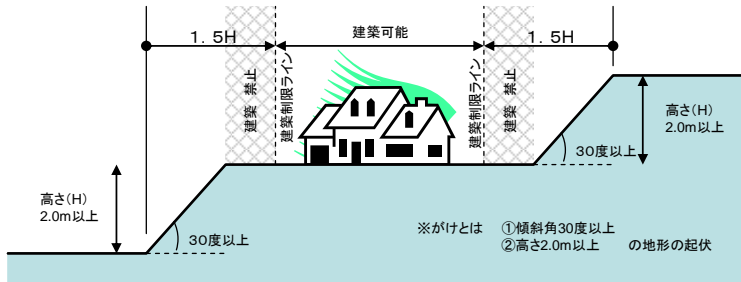 1.5H
建築可能
1.5H
建築 禁止
建築制限ライン
建築制限ライン
建築 禁止
高さ(H)
2.0m以上
30度以上
高さ(H)
2.0m以上
30度以上
※がけとは ①傾斜角30度以上
②高さ2.0m以上 の地形の起伏